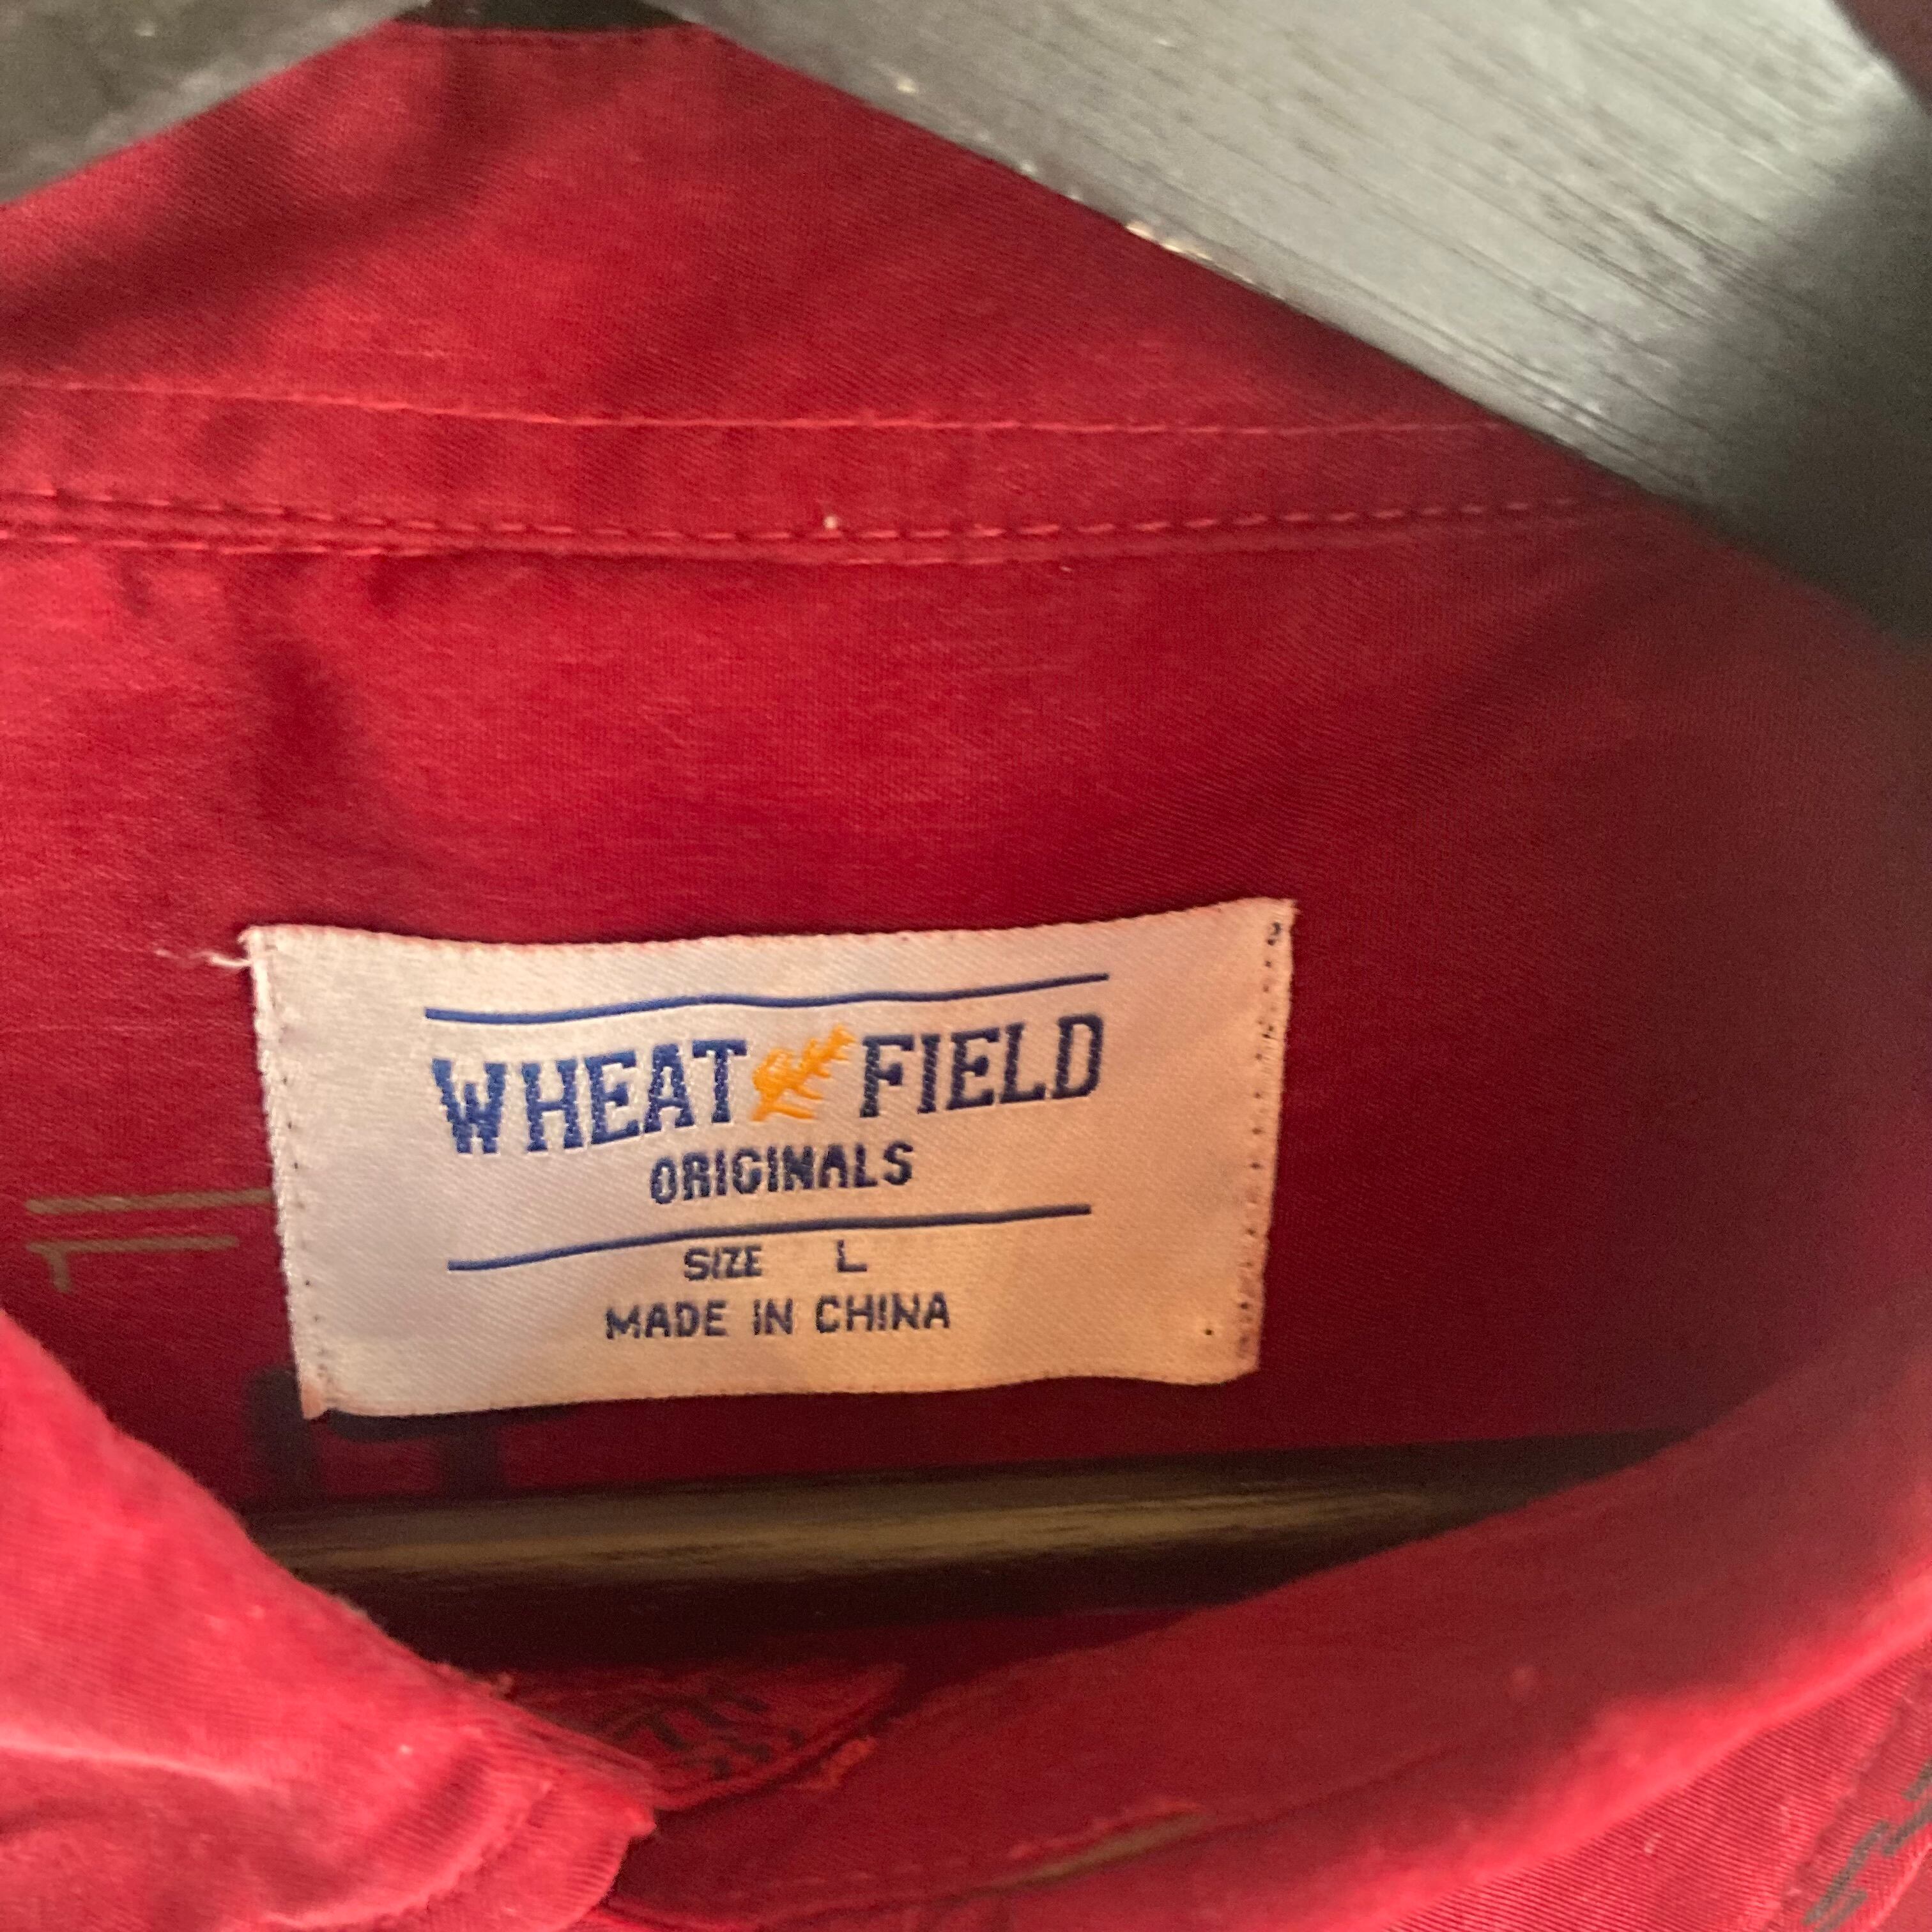 WHEAT FIELD
ORIGINALS
SIZE L
MADE IN CHINA